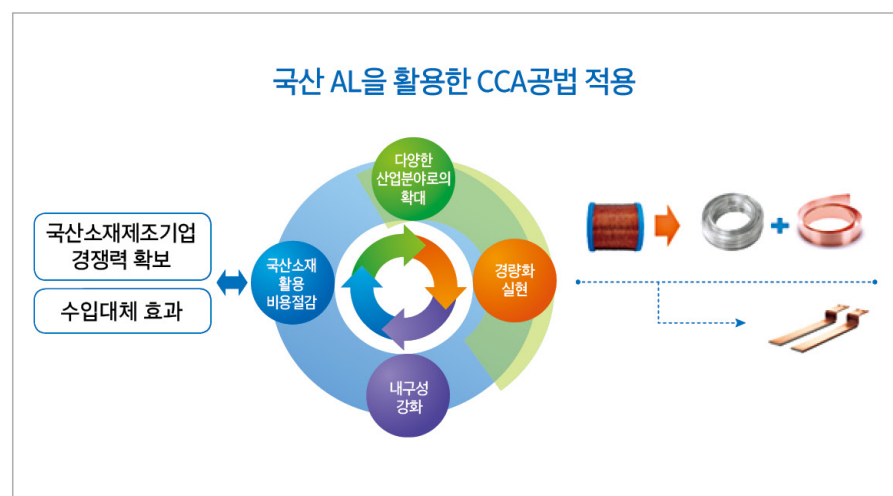 국산 AL을 활용한 CCA공법 적용
다양한
산업분야로의
확대
국산소재제조기업
경쟁력 확보
수입대체 효과
국산소재
활용
비용절감
경량화
실현
내구성
강화